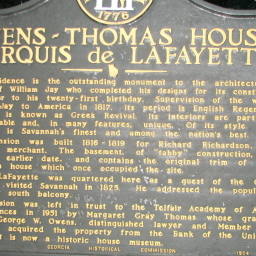 1776
ENS-THOMAS HOUS
RQUIS de LAFAYETT
idence is the outstanding monument to the architectur
f William Jay who completed his designs for its const
r to his twenty-first birthday. Supervision of the w
Jay to America in 1817. Its period is English Regen
is known as Greek Revival. Its interiors are parti
able and, in many features, unique. Of its style,
is Savannah's finest and among the nation's best.
nsion was built 1816-1819 for Richard Richardson,
merchant. The basement, of "tabby" construction,
earlier date, and contains the original trim of
house which once occupied the site.
LaFayette was quartered here as a guest of the c
visited Savannah in 1825. He addressed the popul
south balcony.
nsion was left in trust to the Telfair Academy o
nces in 1951 by Margaret Gray Thomas whose gran
George W. Owens, distinguished lawyer and Member
acquired the property from the Bank of the Uni
It is now a historic house museum.
GEORGIA HISTORICAL COMMISSION 1954